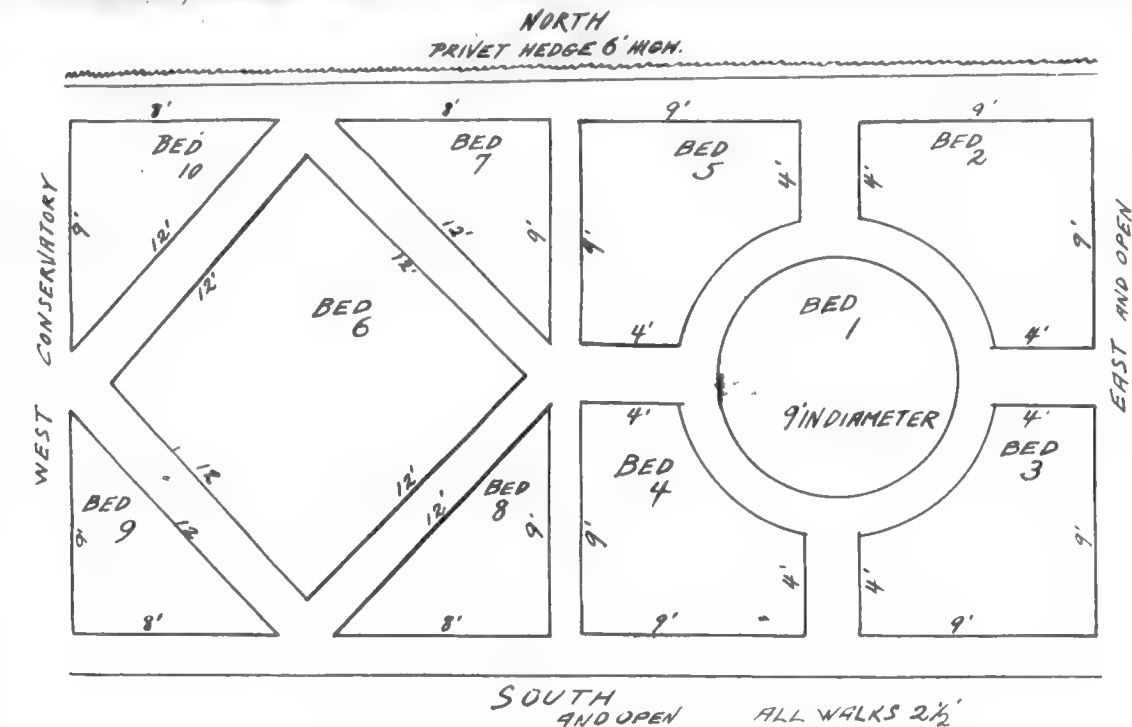 NORTH
PRIVET HEDGE 6' HIGH.
8'
8'
9'
9'
BED
10
BED
7
BED
5
BED
2
4'
4'
9'
12'
12'
9'
9'
9'
WEST CONSERVATORY
EAST AND OPEN
12'
12'
BED
6
BED
1
4'
4'
4'
4'
9' IN DIAMETER
BED
9
12
12
12'
12'
BED
8
BED
4
BED
3
9'
9'
9'
9'
4'
4'
8'
8'
9'
9'
SOUTH
AND OPEN
ALL WALKS 2½'